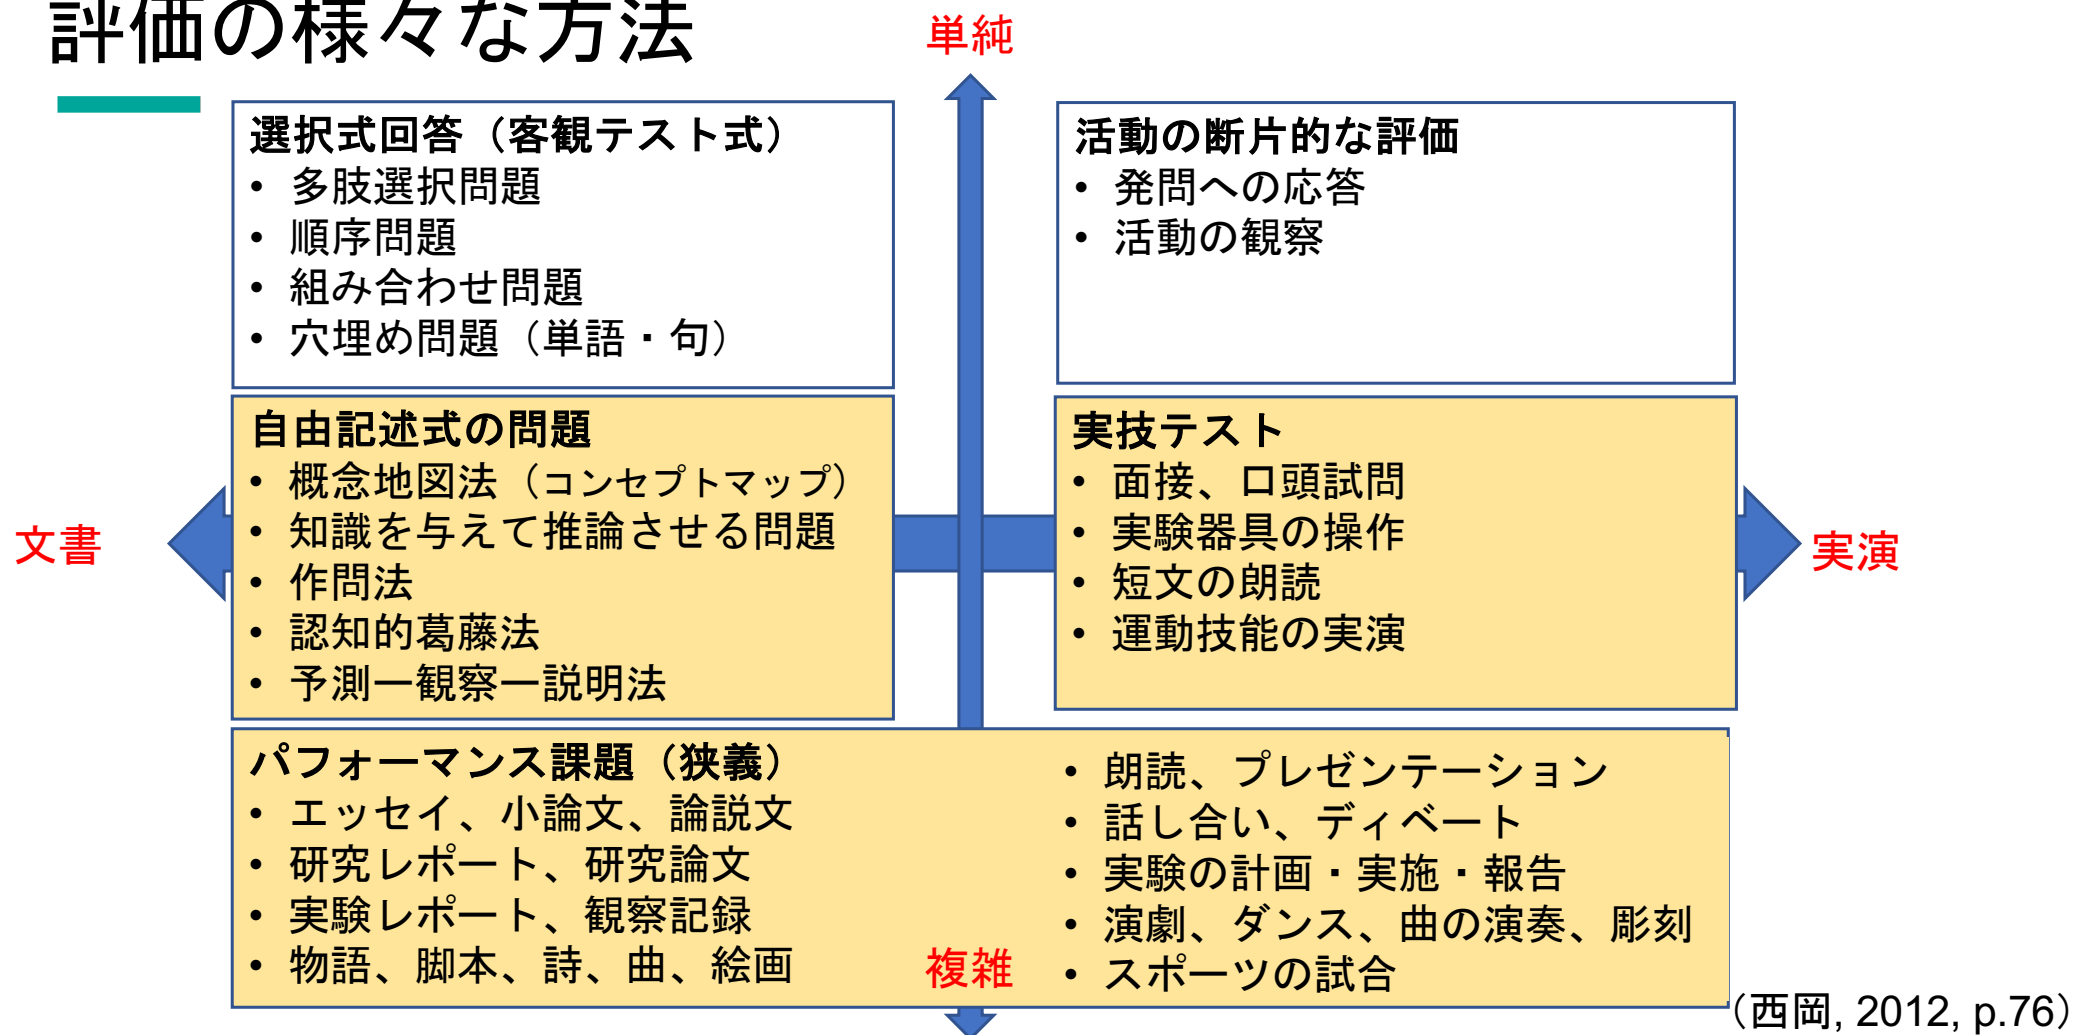 評価の様々な方法
単純
選択式回答（客観テスト式）
• 多肢選択問題
• 順序問題
• 組み合わせ問題
• 穴埋め問題（単語・句）
活動の断片的な評価
• 発問への応答
• 活動の観察
文書
自由記述式の問題
• 概念地図法（コンセプトマップ）
• 知識を与えて推論させる問題
• 作問法
• 認知的葛藤法
• 予測ー観察ー説明法
実技テスト
• 面接、口頭試問
• 実験器具の操作
• 短文の朗読
• 運動技能の実演
実演
パフォーマンス課題（狭義）
• エッセイ、小論文、論説文
• 研究レポート、研究論文
• 実験レポート、観察記録
• 物語、脚本、詩、曲、絵画
• 朗読、プレゼンテーション
• 話し合い、ディベート
• 実験の計画・実施・報告
• 演劇、ダンス、曲の演奏、彫刻
• スポーツの試合
複雑
（西岡, 2012, p.76）